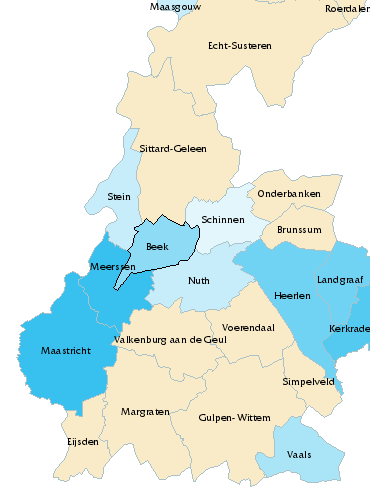 Maasgouw
Roerdalen
Echt-Susteren
Sittard-Geleen
Stein
Onderbanken
Schinnen
Brunssum
Beek
Meerssen
Nuth
Landgraaf
Heerlen
Voerendaal
Kerkrade
Valkenburg aan de Geul
Maastricht
Simpelveld
Margraten
Gulpen- Wittem
Eijsden
Vaals